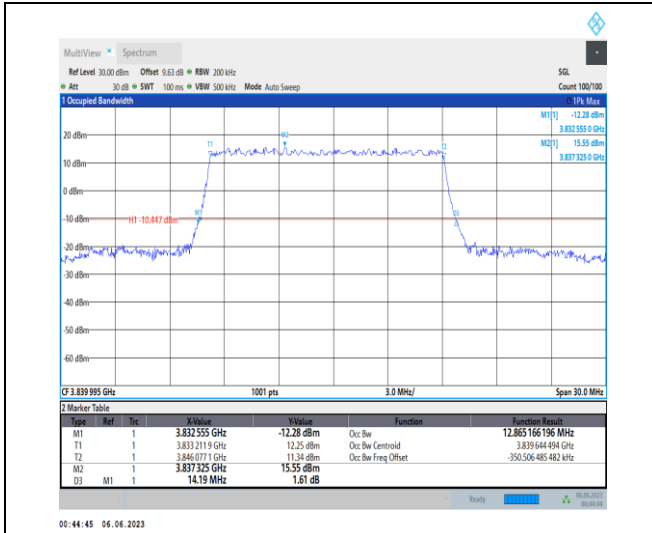 MultiView Spectrum
Ref Level 30.00 dBm Offset 9.63 dB RBW 200 kHz SGL
Att 30 dB SWT 100 ms VBW 500 kHz Mode Auto Sweep Count 100/100
1 Occupied Bandwidth 1Pk Max
M1[1] -12.28 dBm
3.832 555 0 GHz
M2[1] 15.55 dBm
3.837 325 0 GHz
20 dBm
T1 M2 T2
10 dBm
0 dBm
-10 dBm
H1 -10.447 dBm
M1
-20 dBm
-30 dBm
-40 dBm
-50 dBm
-60 dBm
CF 3.839 995 GHz 1001 pts 3.0 MHz/ Span 30.0 MHz
2 Marker Table
Type Ref Trc X-Value Y-Value Function Function Result
M1 1 3.832 555 GHz -12.28 dBm Occ Bw 12.865 166 196 MHz
T1 1 3.833 211 9 GHz 12.25 dBm Occ Bw Centroid 3.839 644 494 GHz
T2 1 3.846 077 1 GHz 11.34 dBm Occ Bw Freq Offset -350.506 485 482 kHz
M2 1 3.837 325 GHz 15.55 dBm
D3 M1 1 14.19 MHz 1.61 dB
Ready 06.06.2023
00:44:44
00:44:45 06.06.2023